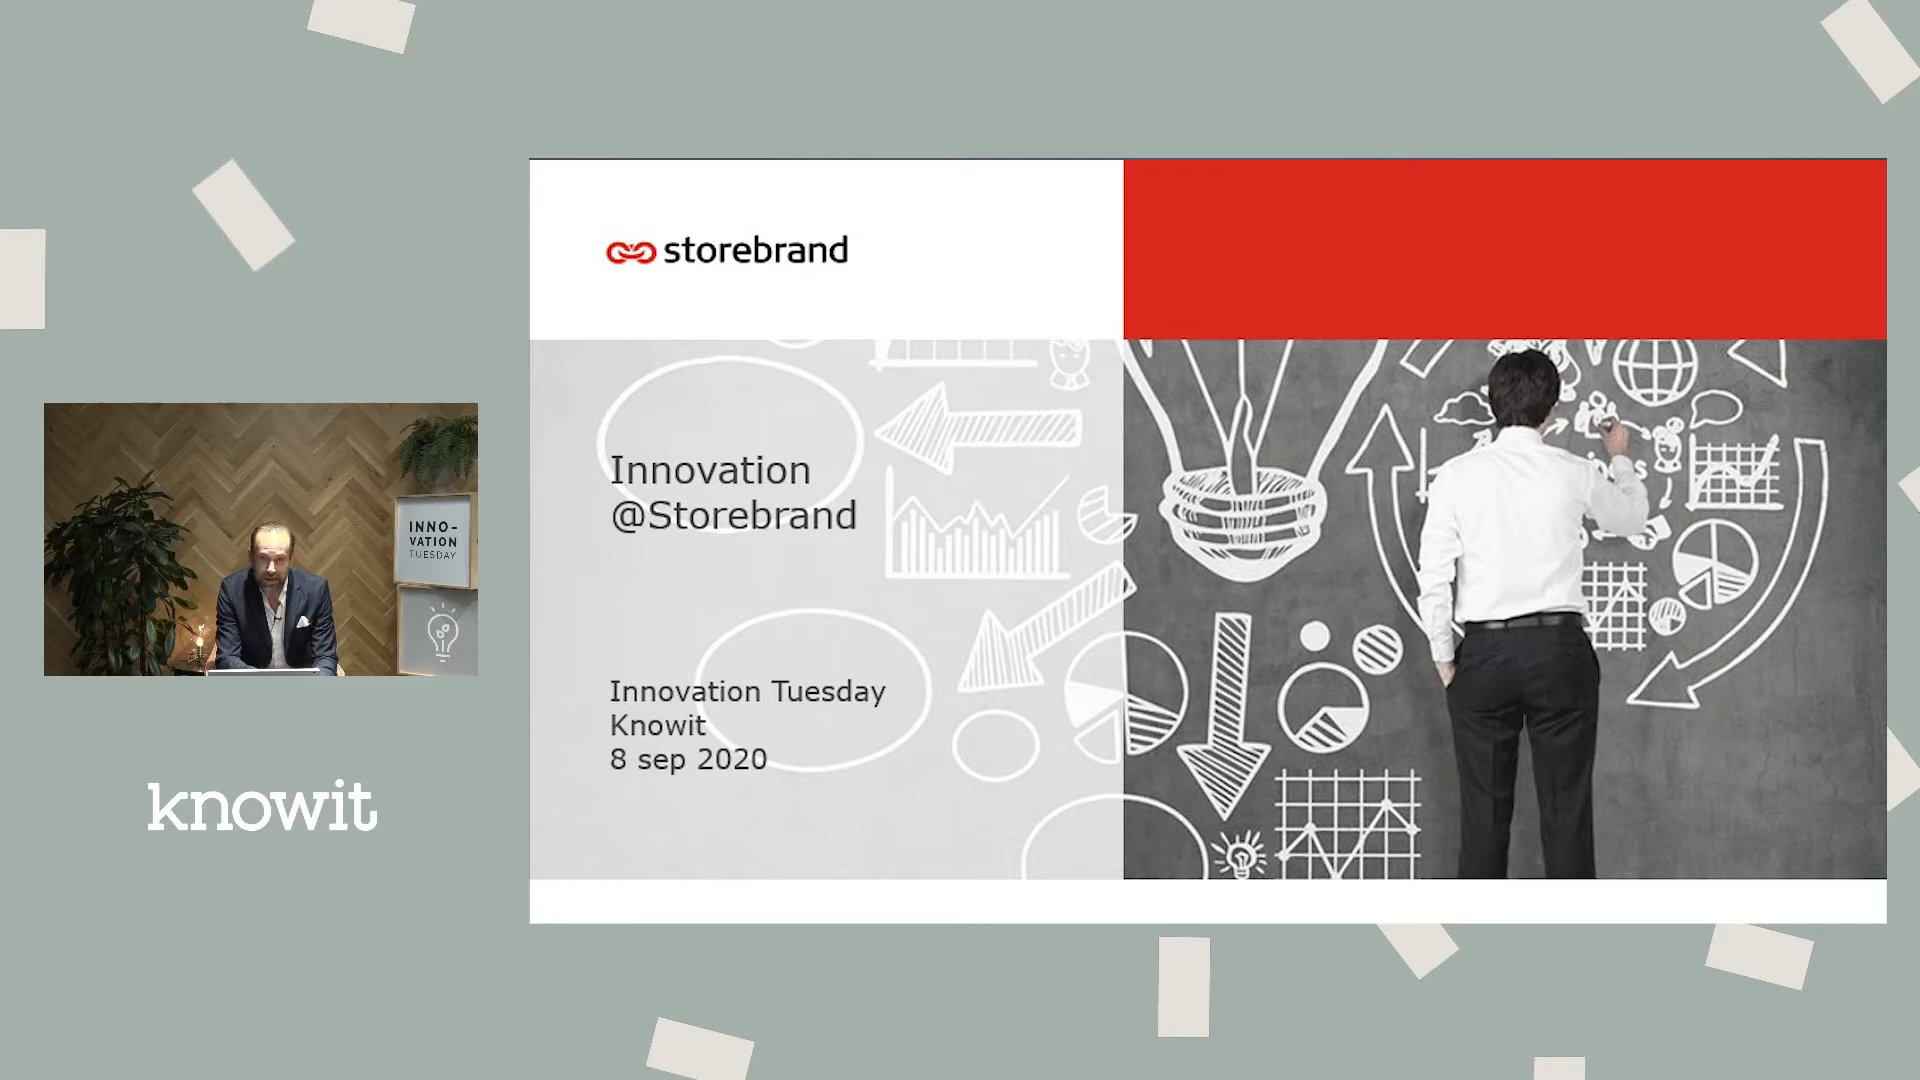 storebrand
Innovation
@Storebrand
Innovation Tuesday
Knowit
8 sep 2020
INNO-
VATION
TUESDAY
knowit